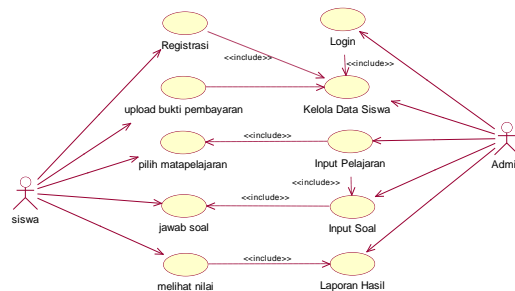 Registrasi
Login
<<include>>
<<include>>
upload bukti pembayaran
Kelola Data Siswa
<<include>>
pilih matapelajaran
Input Pelajaran
Admi
<<include>>
siswa
<<include>>
jawab soal
Input Soal
<<include>>
melihat nilai
Laporan Hasil